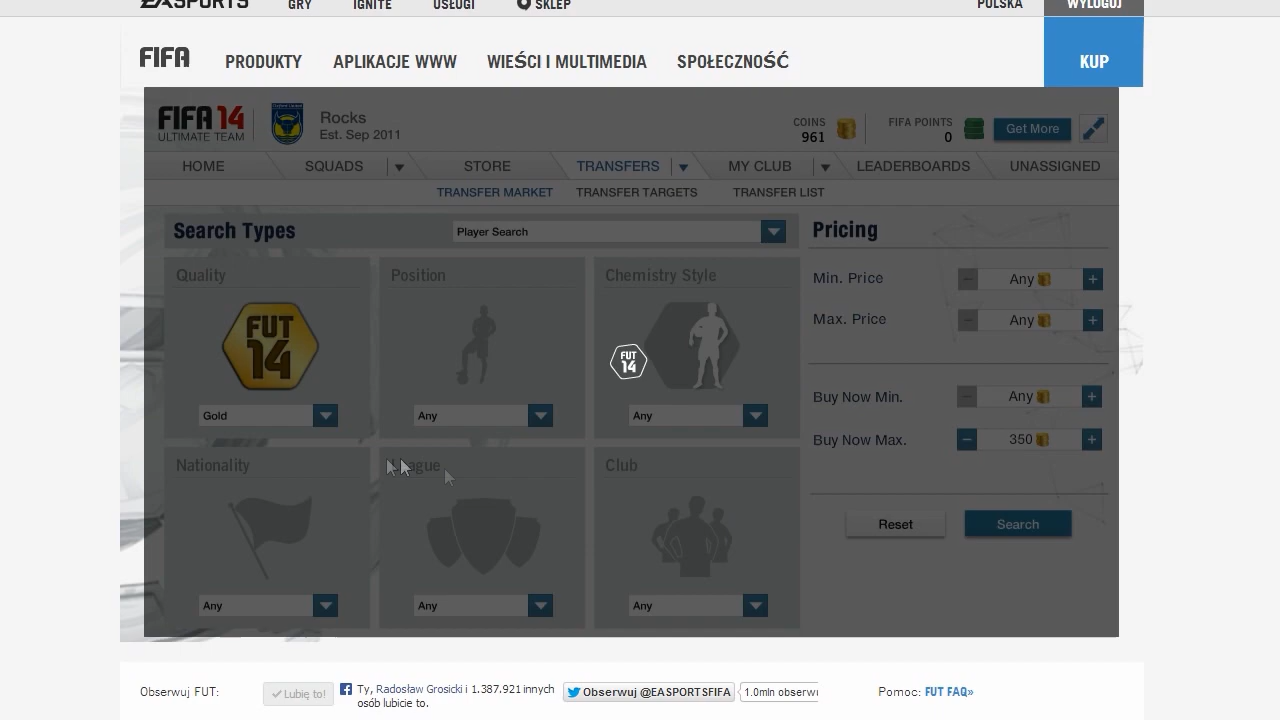 EA SPORTS GRY IGNITE USŁUGI SKLEP POLSKA WYLOGUJ
FIFA PRODUKTY APLIKACJE WWW WIEŚCI I MULTIMEDIA SPOŁECZNOŚĆ KUP
FIFA 14
ULTIMATE TEAM
Rocks
Est. Sep 2011
COINS
961
FIFA POINTS
0
Get More
HOME SQUADS STORE TRANSFERS MY CLUB LEADERBOARDS UNASSIGNED
TRANSFER MARKET TRANSFER TARGETS TRANSFER LIST
Search Types Player Search
Quality Position Chemistry Style
FUT
14
FUT
14
Gold Any Any
Nationality League Club
Any Any Any
Pricing
Min. Price Any
Max. Price Any
Buy Now Min. Any
Buy Now Max. 350
Reset Search
Obserwuj FUT: Lubię to! Ty, Radosław Grosicki i 1.387.921 innych
osób lubicie to.
Obserwuj @EASPORTSFIFA 1.0mln obserwu
Pomoc: FUT FAQ»